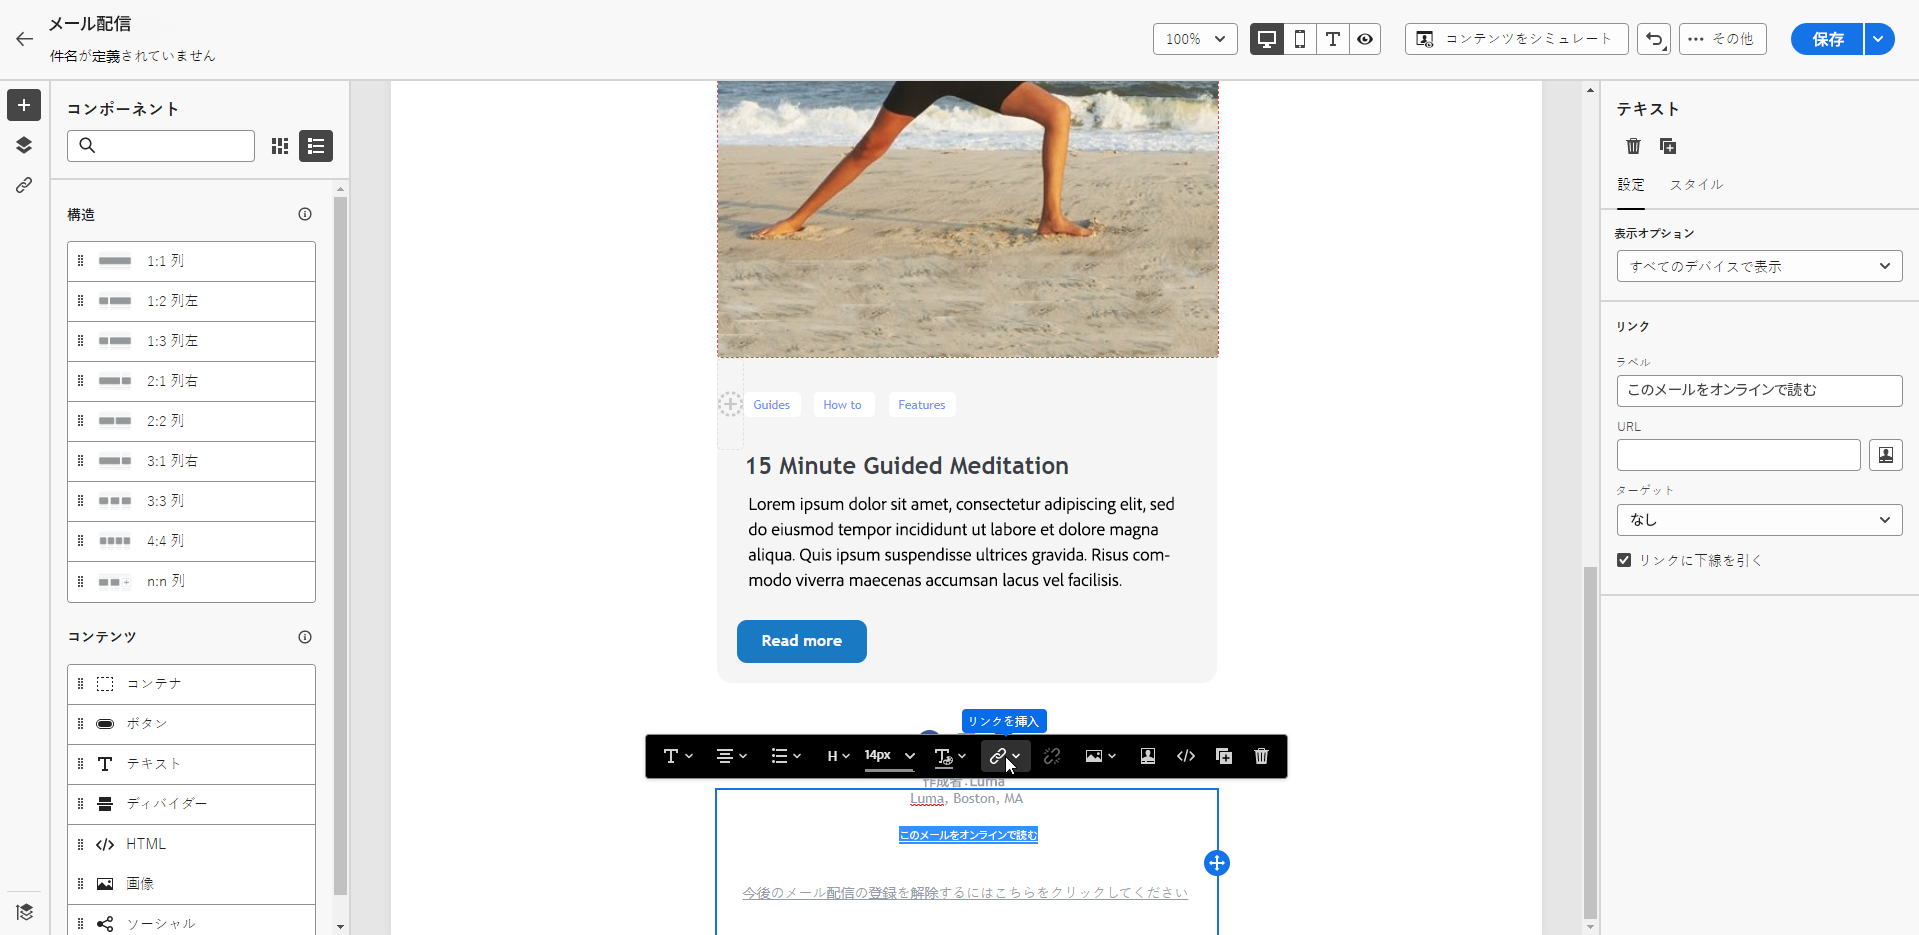 メール配信
件名が定義されていません
100%
コンテンツをシミュレート
その他
保存
コンポーネント
構造
1:1 列
1:2 列左
1:3 列左
2:1 列右
2:2 列
3:1 列右
3:3 列
4:4 列
n:n 列
コンテンツ
コンテナ
ボタン
テキスト
ディバイダー
HTML
画像
ソーシャル
Guides
How to
Features
15 Minute Guided Meditation
Lorem ipsum dolor sit amet, consectetur adipiscing elit, sed
do eiusmod tempor incididunt ut labore et dolore magna
aliqua. Quis ipsum suspendisse ultrices gravida. Risus com-
modo viverra maecenas accumsan lacus vel facilisis.
Read more
リンクを挿入
H
14px
作成者:Luma
Luma, Boston, MA
このメールをオンラインで読む
今後のメール配信の登録を解除するにはこちらをクリックしてください
テキスト
設定
スタイル
表示オプション
すべてのデバイスで表示
リンク
ラベル
このメールをオンラインで読む
URL
ターゲット
なし
リンクに下線を引く